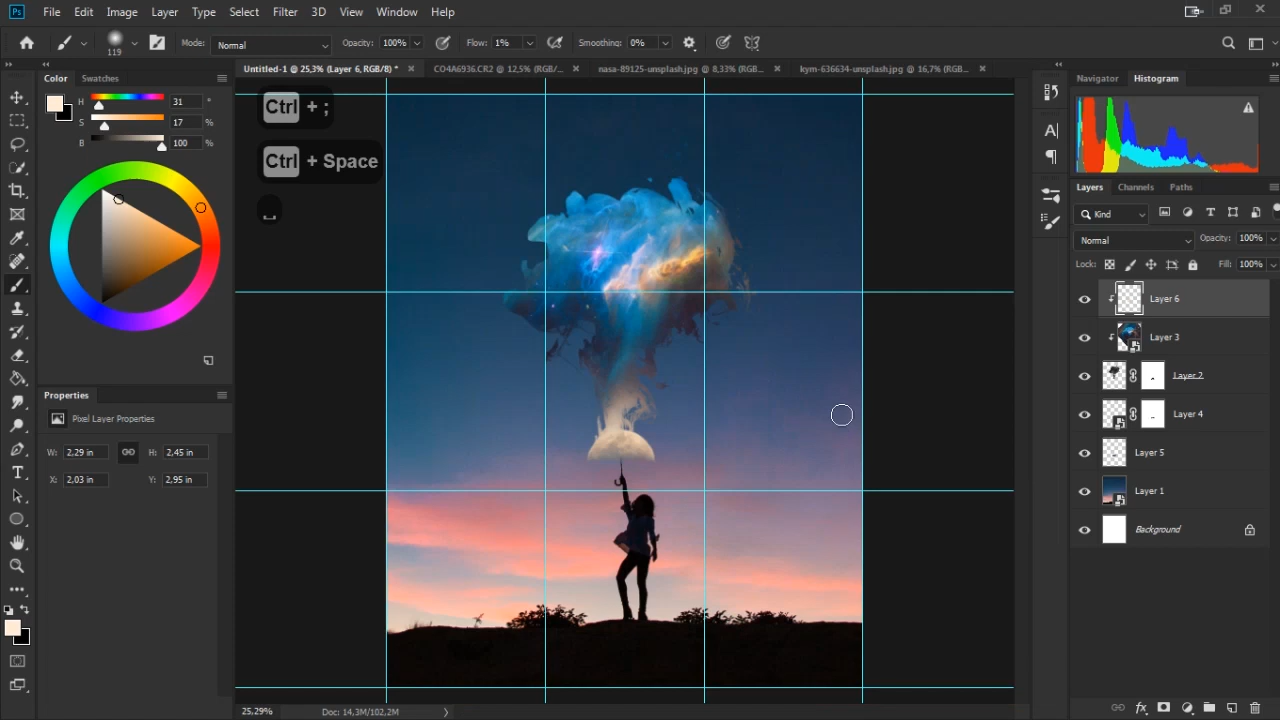 Ps File Edit Image Layer Type Select Filter 3D View Window Help
119 Mode: Normal Opacity: 100% Flow: 1% Smoothing: 0%
Untitled-1 @ 25,3% (Layer 6, RGB/8) * CO4A6936.CR2 @ 12,5% (RGB/... nasa-89125-unsplash.jpg @ 8,33% (RGB... kym-636634-unsplash.jpg @ 16,7% (RGB...
Color Swatches
H 31 °
S 17 %
B 100 %
Ctrl + ;
Ctrl + Space
Properties
Pixel Layer Properties
W: 2,29 in H: 2,45 in
X: 2,03 in Y: 2,95 in
25,29% Doc: 14,3M/102,2M
Navigator Histogram
Layers Channels Paths
Kind
Normal Opacity: 100%
Lock: Fill: 100%
Layer 6
Layer 3
Layer 2
Layer 4
Layer 5
Layer 1
Background